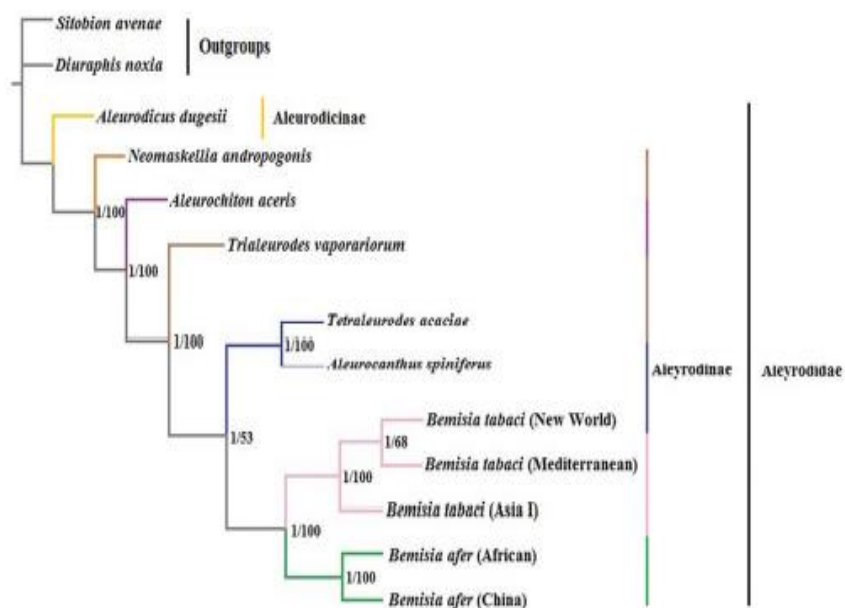 Sitobion avenae
Outgroups
Diuraphis noxia
Aleurodicus dugesii
Aleurodicinae
Neomaskellia andropogonis
1/100
Aleurochiton aceris
1/100
Trialeurodes vaporariorum
1/100
Tetraleurodes acaciae
1/100
Aleurocanthus spiniferus
Aleyrodinae
Aleyrodidae
1/53
Bemisia tabaci (New World)
1/68
Bemisia tabaci (Mediterranean)
1/100
Bemisia tabaci (Asia I)
1/100
Bemisia afer (African)
1/100
Bemisia afer (China)